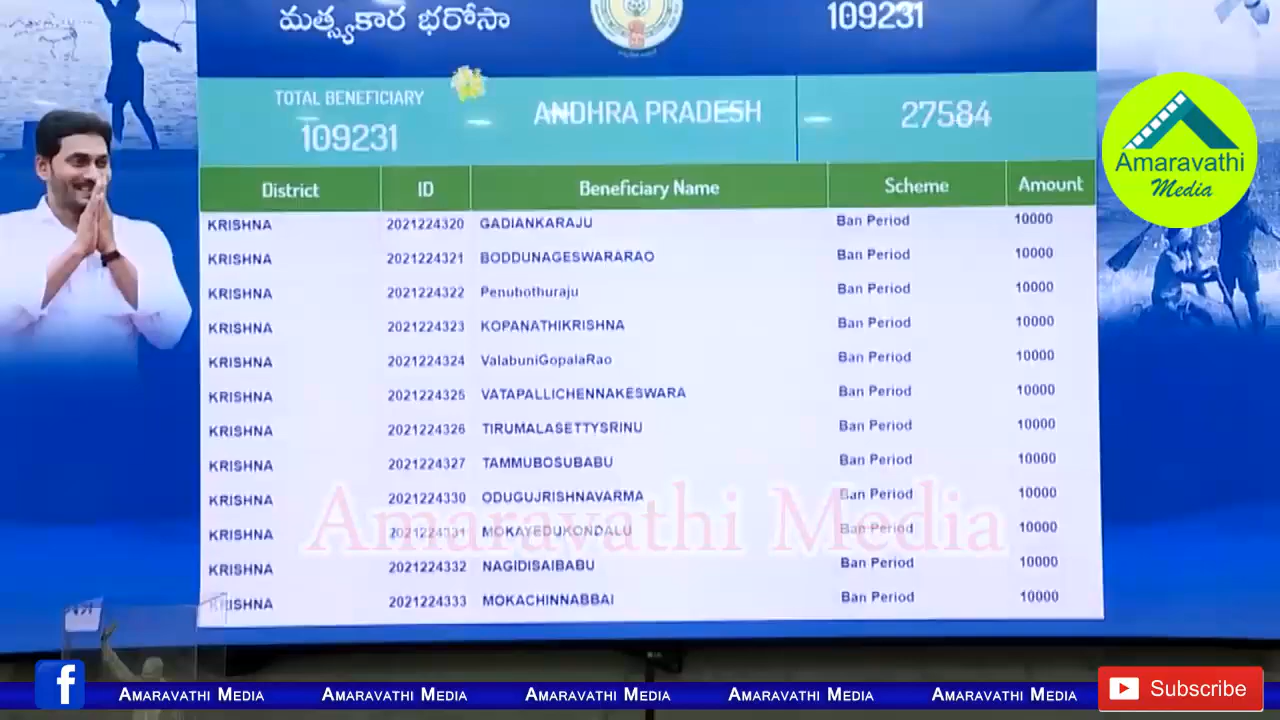 మత్స్యకార భరోసా 109231
TOTAL BENEFICIARY
109231
ANDHRA PRADESH
27584
Amaravathi
Media
District ID Beneficiary Name Scheme Amount
KRISHNA 2021224320 GADIANKARAJU Ban Period 10000
KRISHNA 2021224321 BODDUNAGESWARARAO Ban Period 10000
KRISHNA 2021224322 Penuhothuraju Ban Period 10000
KRISHNA 2021224323 KOPANATHIKRISHNA Ban Period 10000
KRISHNA 2021224324 ValabuniGopalaRao Ban Period 10000
KRISHNA 2021224325 VATAPALLICHENNAKESWARA Ban Period 10000
KRISHNA 2021224326 TIRUMALASETTYSRINU Ban Period 10000
KRISHNA 2021224327 TAMMUBOSUBABU Ban Period 10000
KRISHNA 2021224330 ODUGUJRISHNAVARMA Ban Period 10000
KRISHNA 2021224331 MOKAYEDUKONDALU Ban Period 10000
Amaravathi Media
KRISHNA 2021224332 NAGIDISAIBABU Ban Period 10000
KRISHNA 2021224333 MOKACHINNABBAI Ban Period 10000
f Amaravathi Media Amaravathi Media Amaravathi Media Amaravathi Media Amaravathi Media
Subscribe